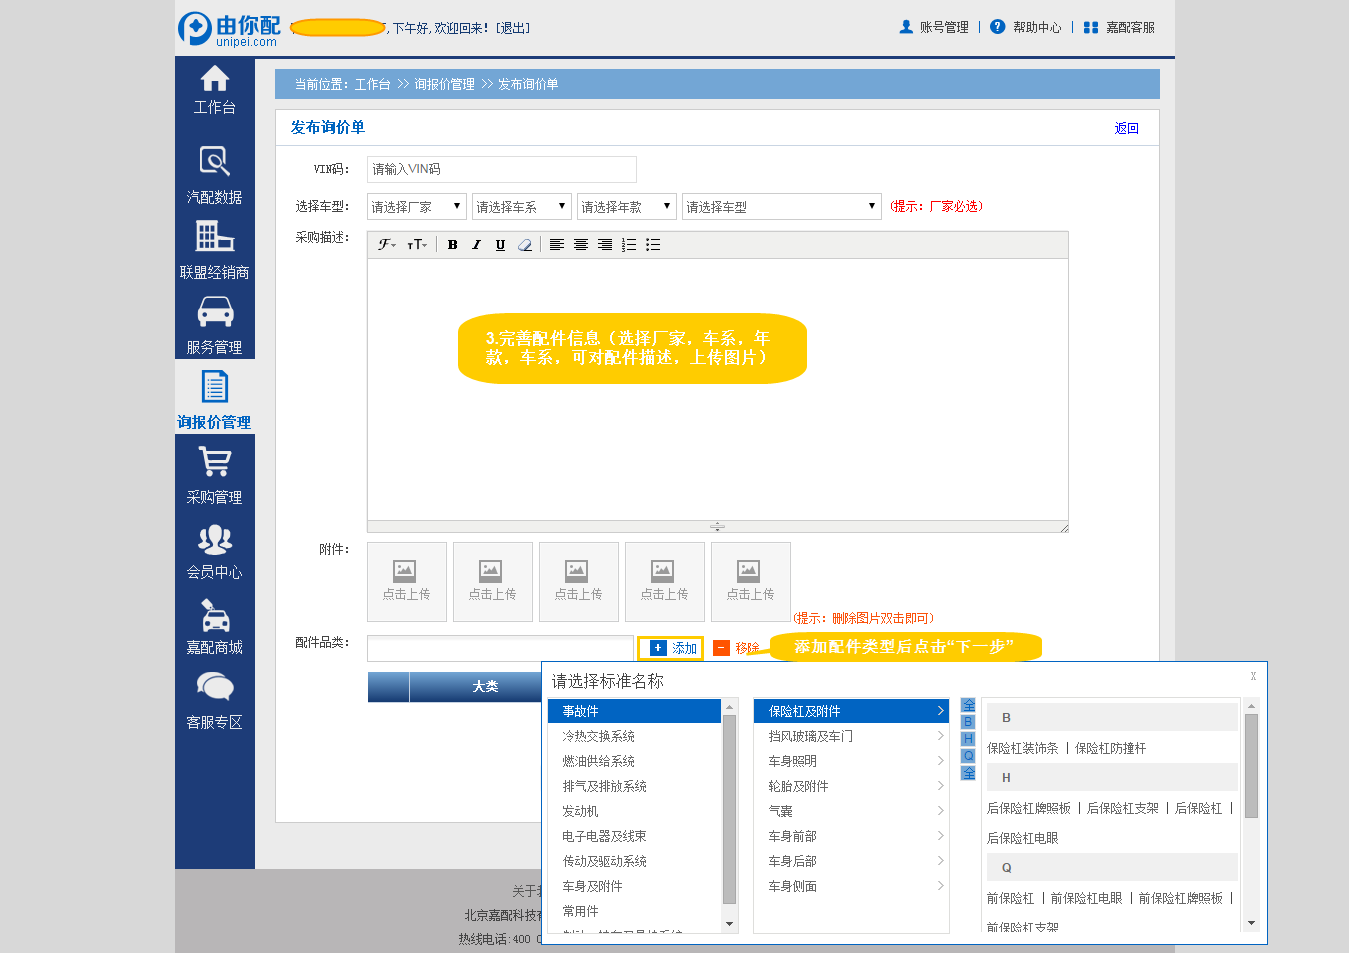 由你配
unipei.com
,下午好,欢迎回来! [退出]
账号管理 | 帮助中心 | 嘉配客服
工作台
汽配数据
联盟经销商
服务管理
询报价管理
采购管理
会员中心
嘉配商城
客服专区
当前位置: 工作台 >> 询报价管理 >> 发布询价单
发布询价单
返回
VIN码:
请输入VIN码
选择车型:
请选择厂家
请选择车系
请选择年款
请选择车型
(提示: 厂家必选)
采购描述:
3.完善配件信息（选择厂家，车系，年
款，车系，可对配件描述，上传图片）
附件:
点击上传
点击上传
点击上传
点击上传
点击上传
(提示: 删除图片双击即可)
配件品类:
添加
移除
添加配件类型后点击“下一步”
大类
请选择标准名称
X
事故件
冷热交换系统
燃油供给系统
排气及排放系统
发动机
电子电器及线束
传动及驱动系统
车身及附件
常用件
保险杠及附件
挡风玻璃及车门
车身照明
轮胎及附件
气囊
车身前部
车身后部
车身侧面
全
B
H
Q
全
B
保险杠装饰条 | 保险杠防撞杆
H
后保险杠牌照板 | 后保险杠支架 | 后保险杠 |
后保险杠电眼
Q
前保险杠 | 前保险杠电眼 | 前保险杠牌照板 |
前保险杠支架
关于
北京嘉配科技有
热线电话:400